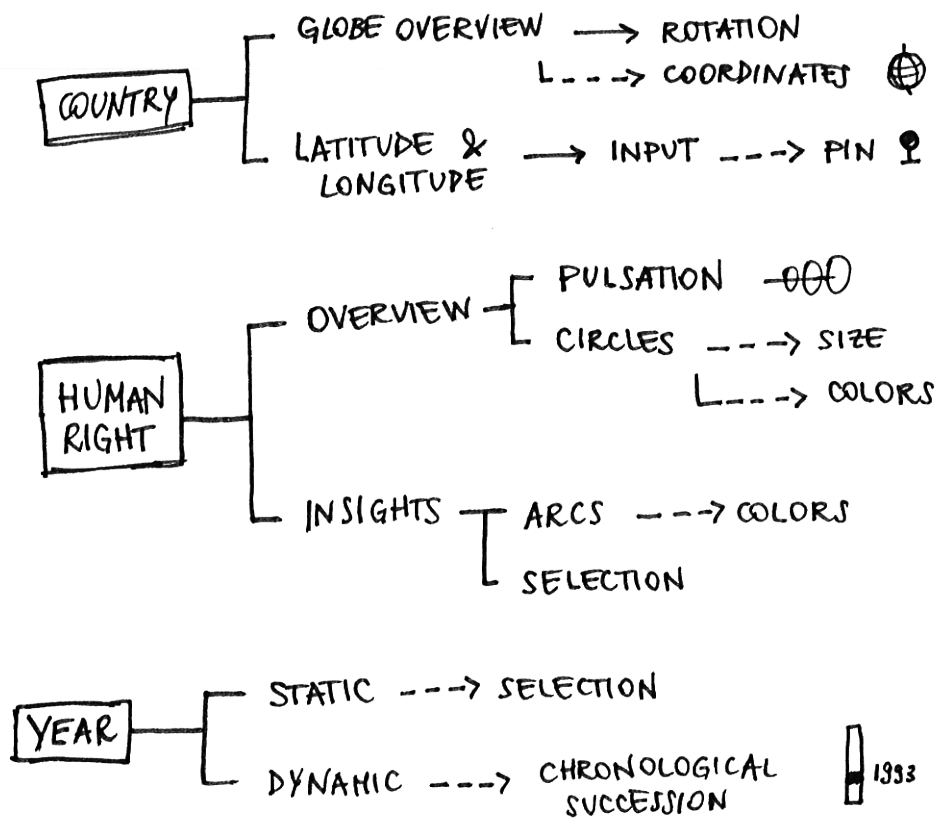 GLOBE OVERVIEW ROTATION
COORDINATES
COUNTRY
LATITUDE & INPUT PIN
LONGITUDE
PULSATION
OVERVIEW
CIRCLES SIZE
COLORS
HUMAN
RIGHT
INSIGHTS ARCS COLORS
SELECTION
STATIC SELECTION
YEAR
DYNAMIC CHRONOLOGICAL
SUCCESSION
1993